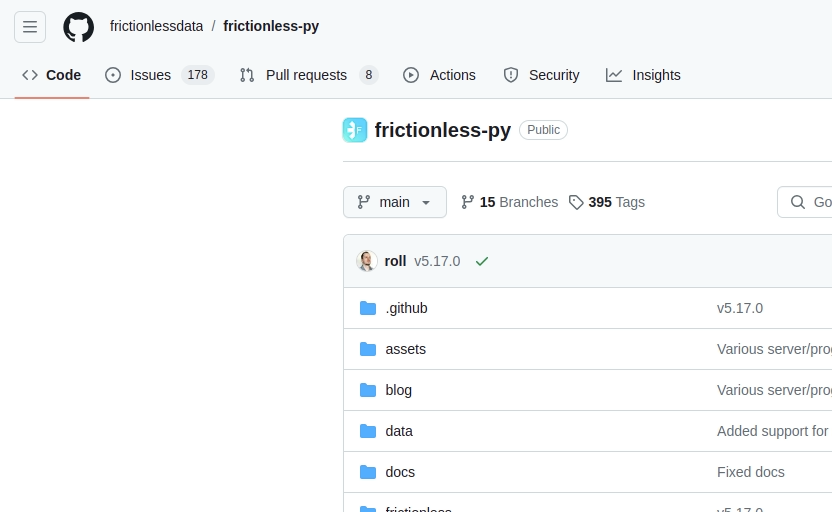 frictionlessdata / frictionless-py
Code Issues 178 Pull requests 8 Actions Security Insights
frictionless-py Public
main 15 Branches 395 Tags Go
roll v5.17.0
.github v5.17.0
assets Various server/pro
blog Various server/pro
data Added support for
docs Fixed docs
frictionless v5.17.0